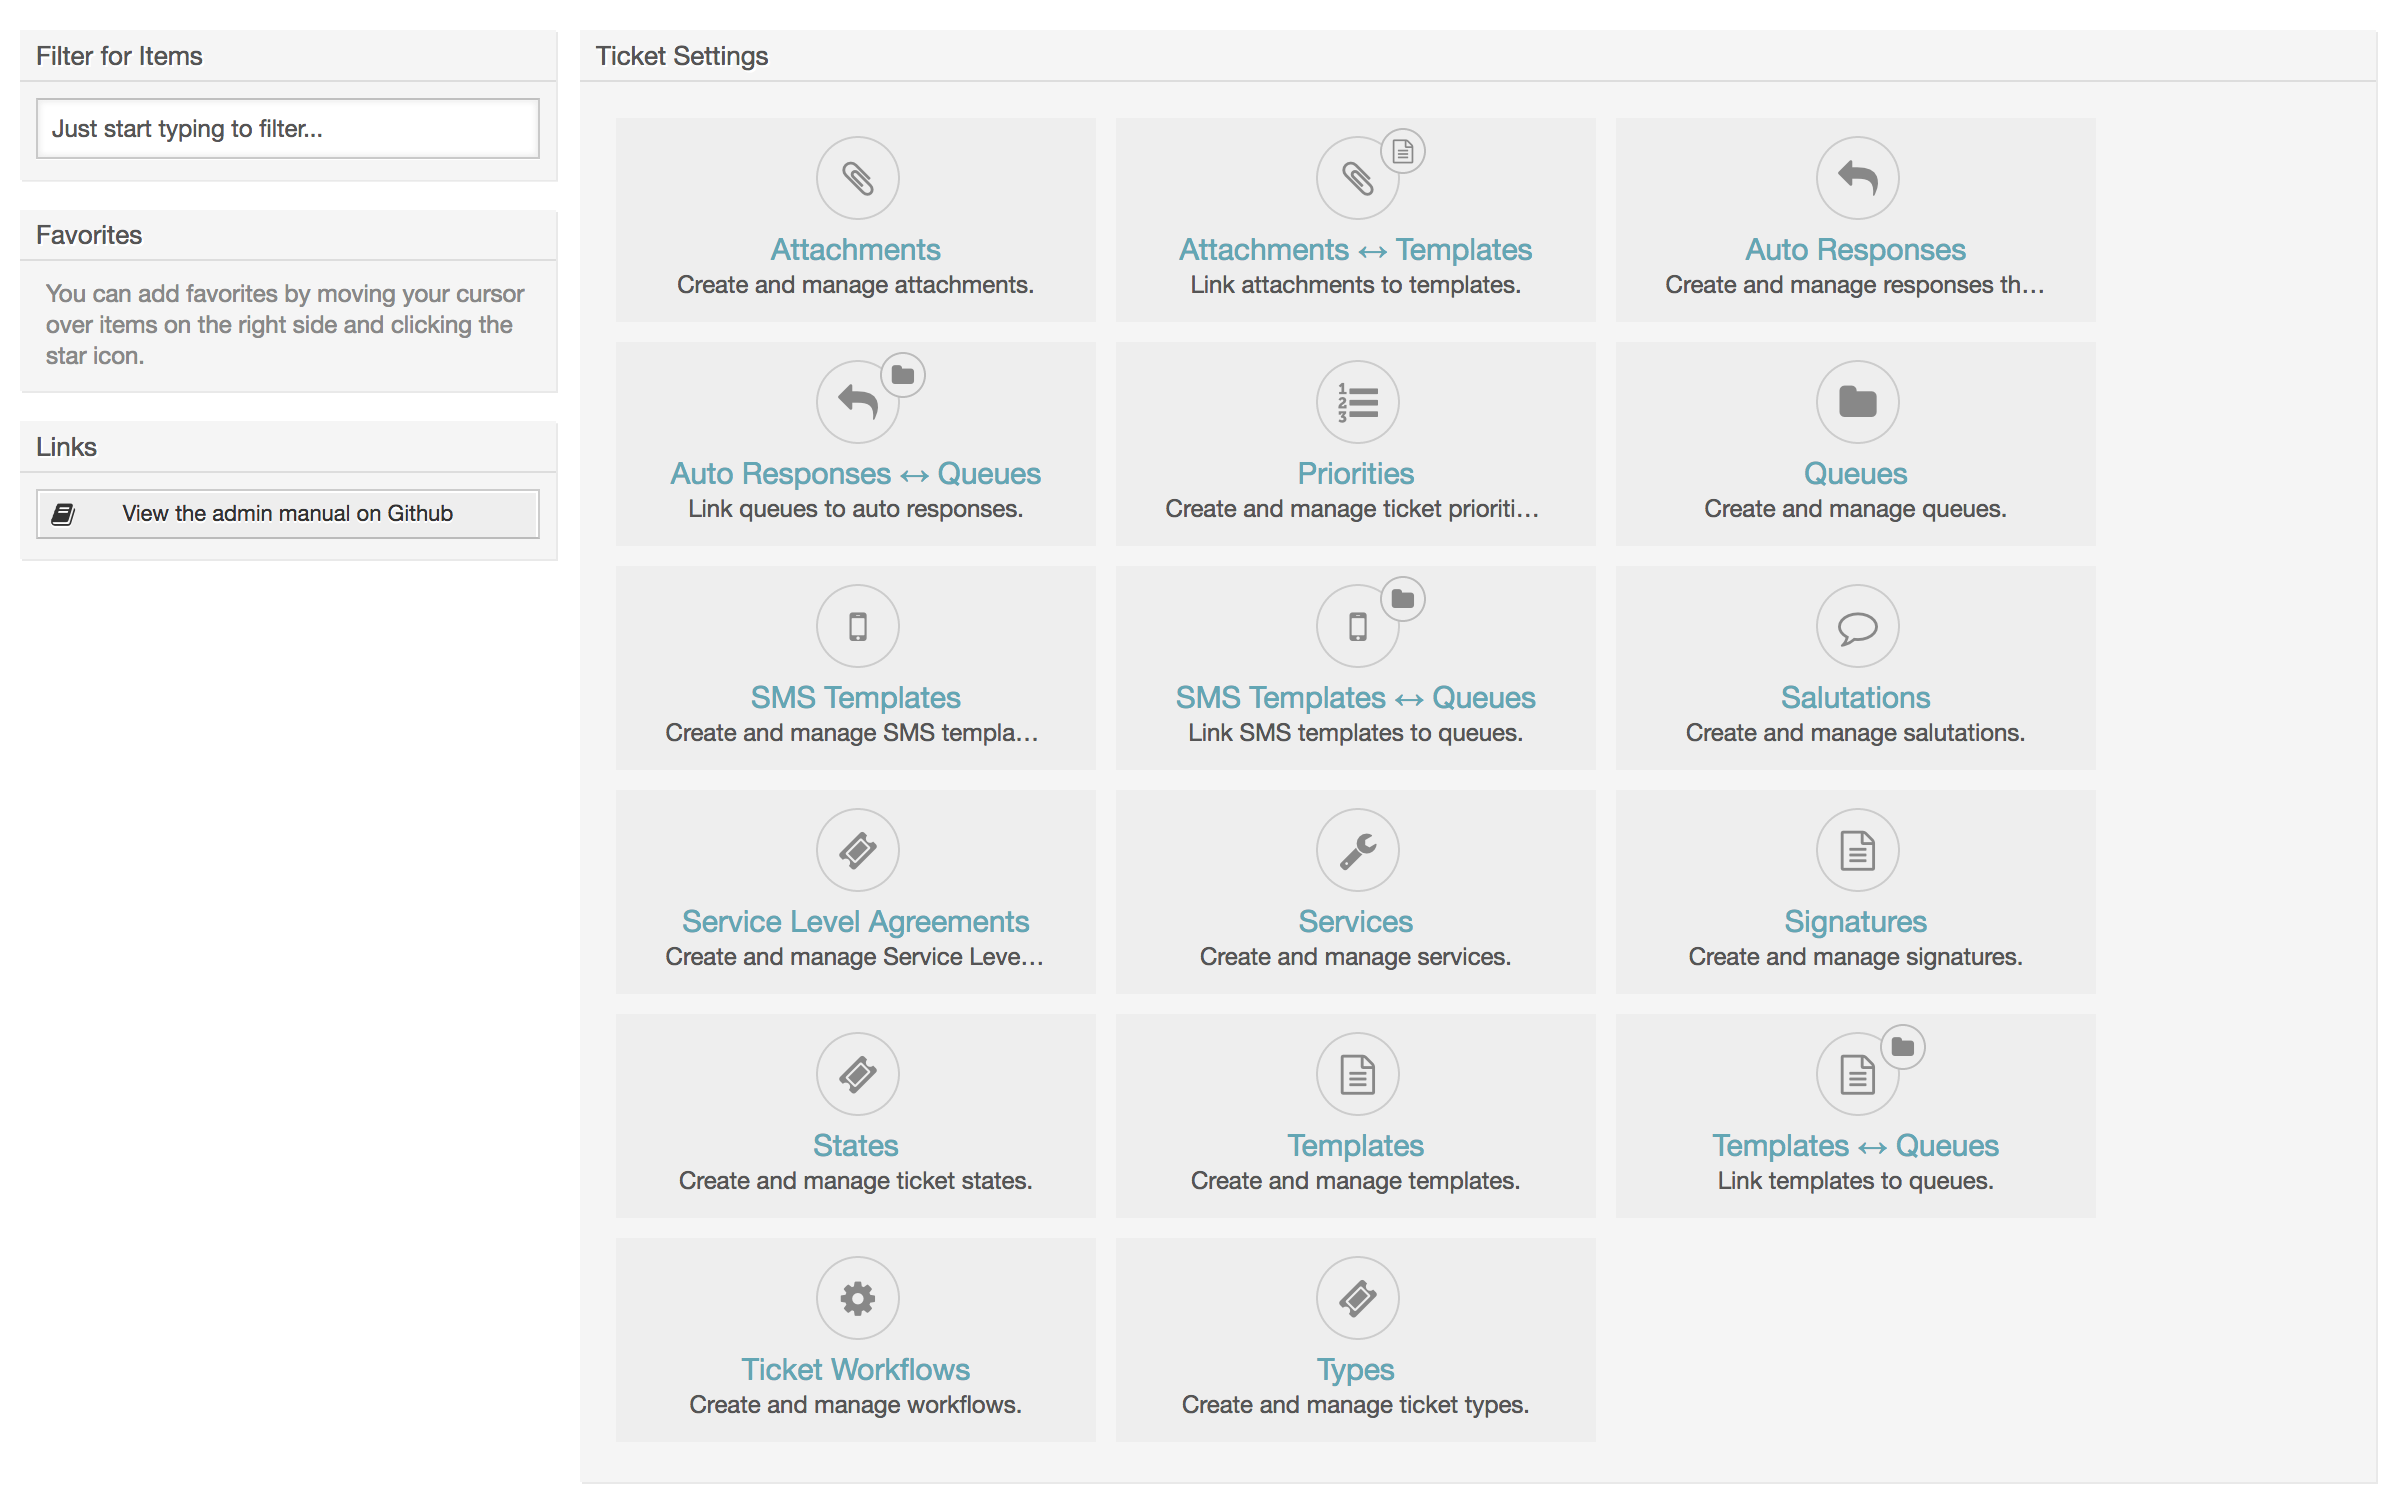 Filter for Items
Just start typing to filter...
Favorites
You can add favorites by moving your cursor
over items on the right side and clicking the
star icon.
Links
View the admin manual on Github
Ticket Settings
Attachments
Create and manage attachments.
Attachments ↔ Templates
Link attachments to templates.
Auto Responses
Create and manage responses th…
Auto Responses ↔ Queues
Link queues to auto responses.
1
2
3
Priorities
Create and manage ticket prioriti…
Queues
Create and manage queues.
SMS Templates
Create and manage SMS templa…
SMS Templates ↔ Queues
Link SMS templates to queues.
Salutations
Create and manage salutations.
Service Level Agreements
Create and manage Service Leve…
Services
Create and manage services.
Signatures
Create and manage signatures.
States
Create and manage ticket states.
Templates
Create and manage templates.
Templates ↔ Queues
Link templates to queues.
Ticket Workflows
Create and manage workflows.
Types
Create and manage ticket types.